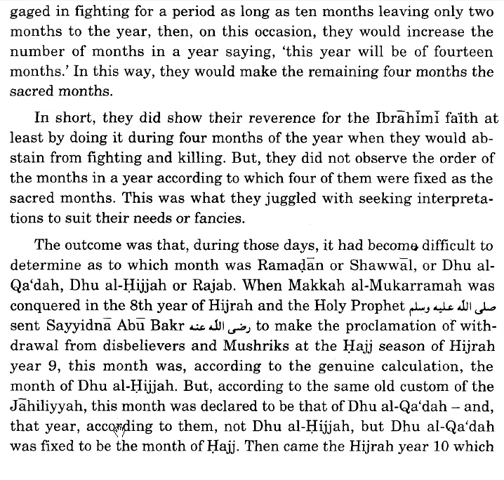 gaged in fighting for a period as long as ten months leaving only two
months to the year, then, on this occasion, they would increase the
number of months in a year saying, ‘this year will be of fourteen
months.’ In this way, they would make the remaining four months the
sacred months.
In short, they did show their reverence for the Ibrāhīmī faith at
least by doing it during four months of the year when they would ab-
stain from fighting and killing. But, they did not observe the order of
the months in a year according to which four of them were fixed as the
sacred months. This was what they juggled with seeking interpreta-
tions to suit their needs or fancies.
The outcome was that, during those days, it had become difficult to
determine as to which month was Ramaḍān or Shawwāl, or Dhu al-
Qa‘dah, Dhu al-Ḥijjah or Rajab. When Makkah al-Mukarramah was
conquered in the 8th year of Hijrah and the Holy Prophet صلى الله عليه وسلم
sent Sayyidnā Abū Bakr رضى الله عنه to make the proclamation of with-
drawal from disbelievers and Mushriks at the Ḥajj season of Hijrah
year 9, this month was, according to the genuine calculation, the
month of Dhu al-Ḥijjah. But, according to the same old custom of the
Jāhiliyyah, this month was declared to be that of Dhu al-Qa‘dah – and,
that year, according to them, not Dhu al-Ḥijjah, but Dhu al-Qa‘dah
was fixed to be the month of Ḥajj. Then came the Hijrah year 10 which